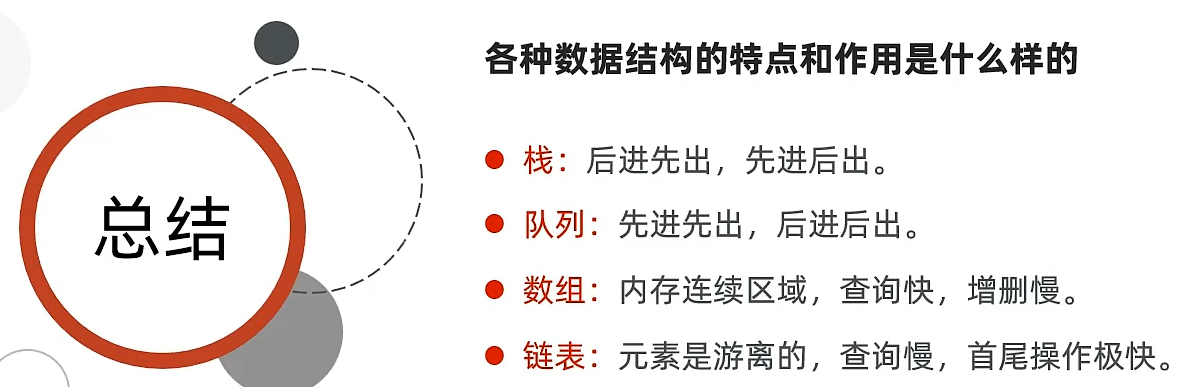 总结
各种数据结构的特点和作用是什么样的
栈：后进先出，先进后出。
队列：先进先出，后进后出。
数组：内存连续区域，查询快，增删慢。
链表：元素是游离的，查询慢，首尾操作极快。